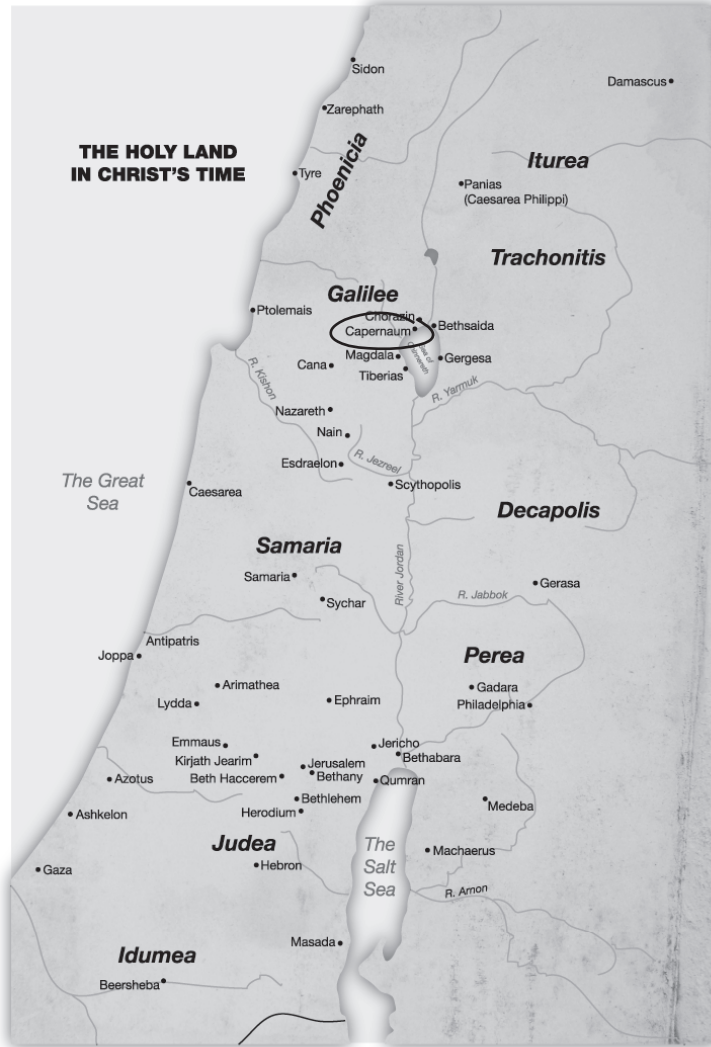 Sidon
Damascus
Zarephath
THE HOLY LAND
IN CHRIST'S TIME
Phoenicia
Iturea
Tyre
Panias
(Caesarea Philippi)
Trachonitis
Galilee
Ptolemais
Chorazin
Bethsaida
Capernaum
Sea of
Chinnereth
Magdala
Gergesa
Cana
Tiberias
R. Kishon
R. Yarmuk
Nazareth
Nain
R. Jezreel
Esdraelon
The Great
Sea
Caesarea
Scythopolis
Decapolis
Samaria
Samaria
River Jordan
Gerasa
R. Jabbok
Sychar
Antipatris
Joppa
Perea
Arimathea
Gadara
Lydda
Ephraim
Philadelphia
Emmaus
Jericho
Kirjath Jearim
Bethabara
Jerusalem
Azotus
Beth Haccerem
Bethany
Qumran
Bethlehem
Medeba
Ashkelon
Herodium
Judea
The
Salt
Sea
Machaerus
Gaza
Hebron
R. Arnon
Masada
Idumea
Beersheba